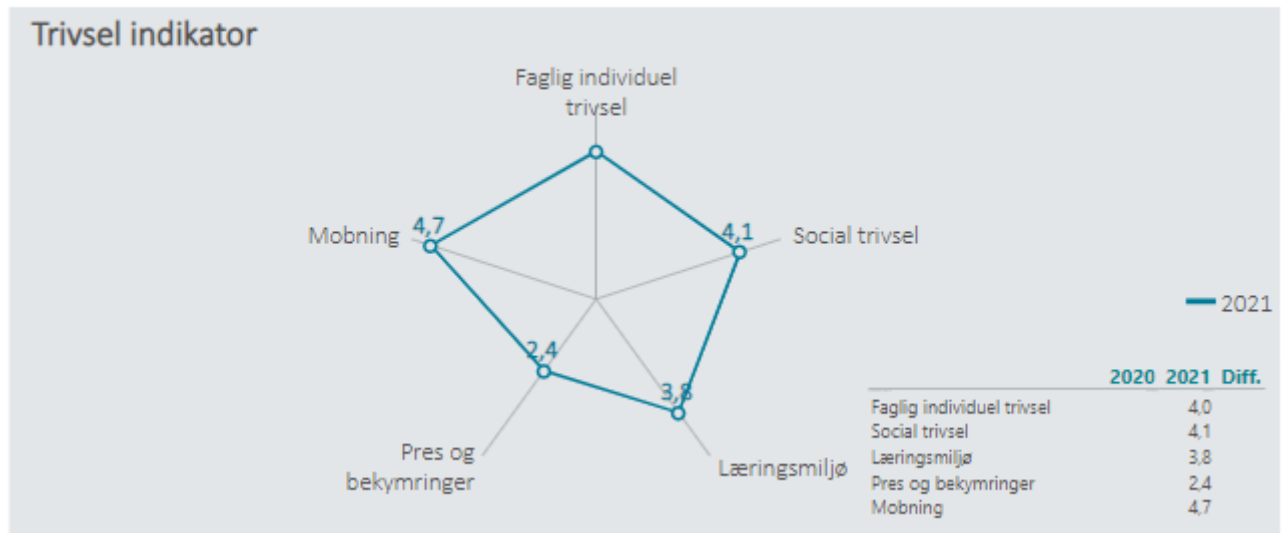 Trivsel indikator
Faglig individuel
trivsel
4,7
Mobning
4,1
Social trivsel
2021
2,4
3,8
Pres og
bekymringer
Læringsmiljø
2020 2021 Diff.
Faglig individuel trivsel 4,0
Social trivsel 4,1
Læringsmiljø 3,8
Pres og bekymringer 2,4
Mobning 4,7